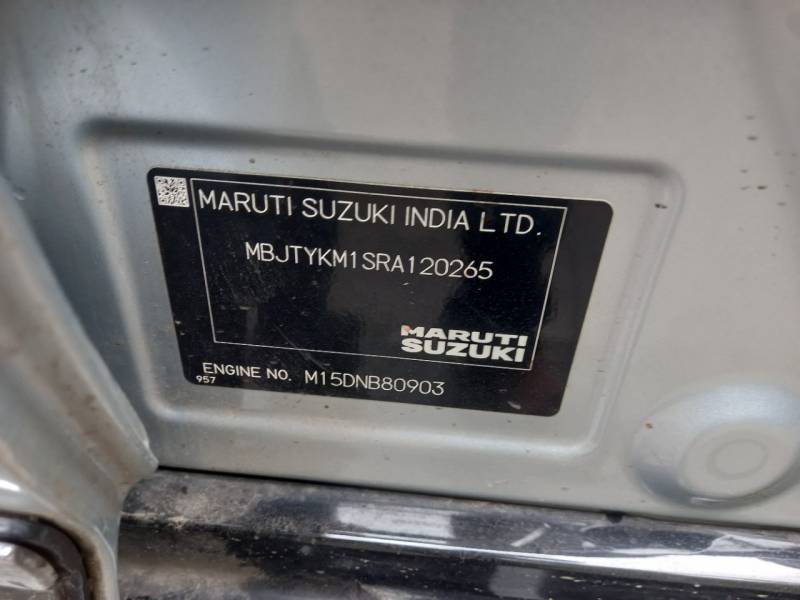 MARUTI SUZUKI INDIA LTD.
MBJTYKM1SRA120265
MARUTI
SUZUKI
ENGINE NO. M15DNB80903
957